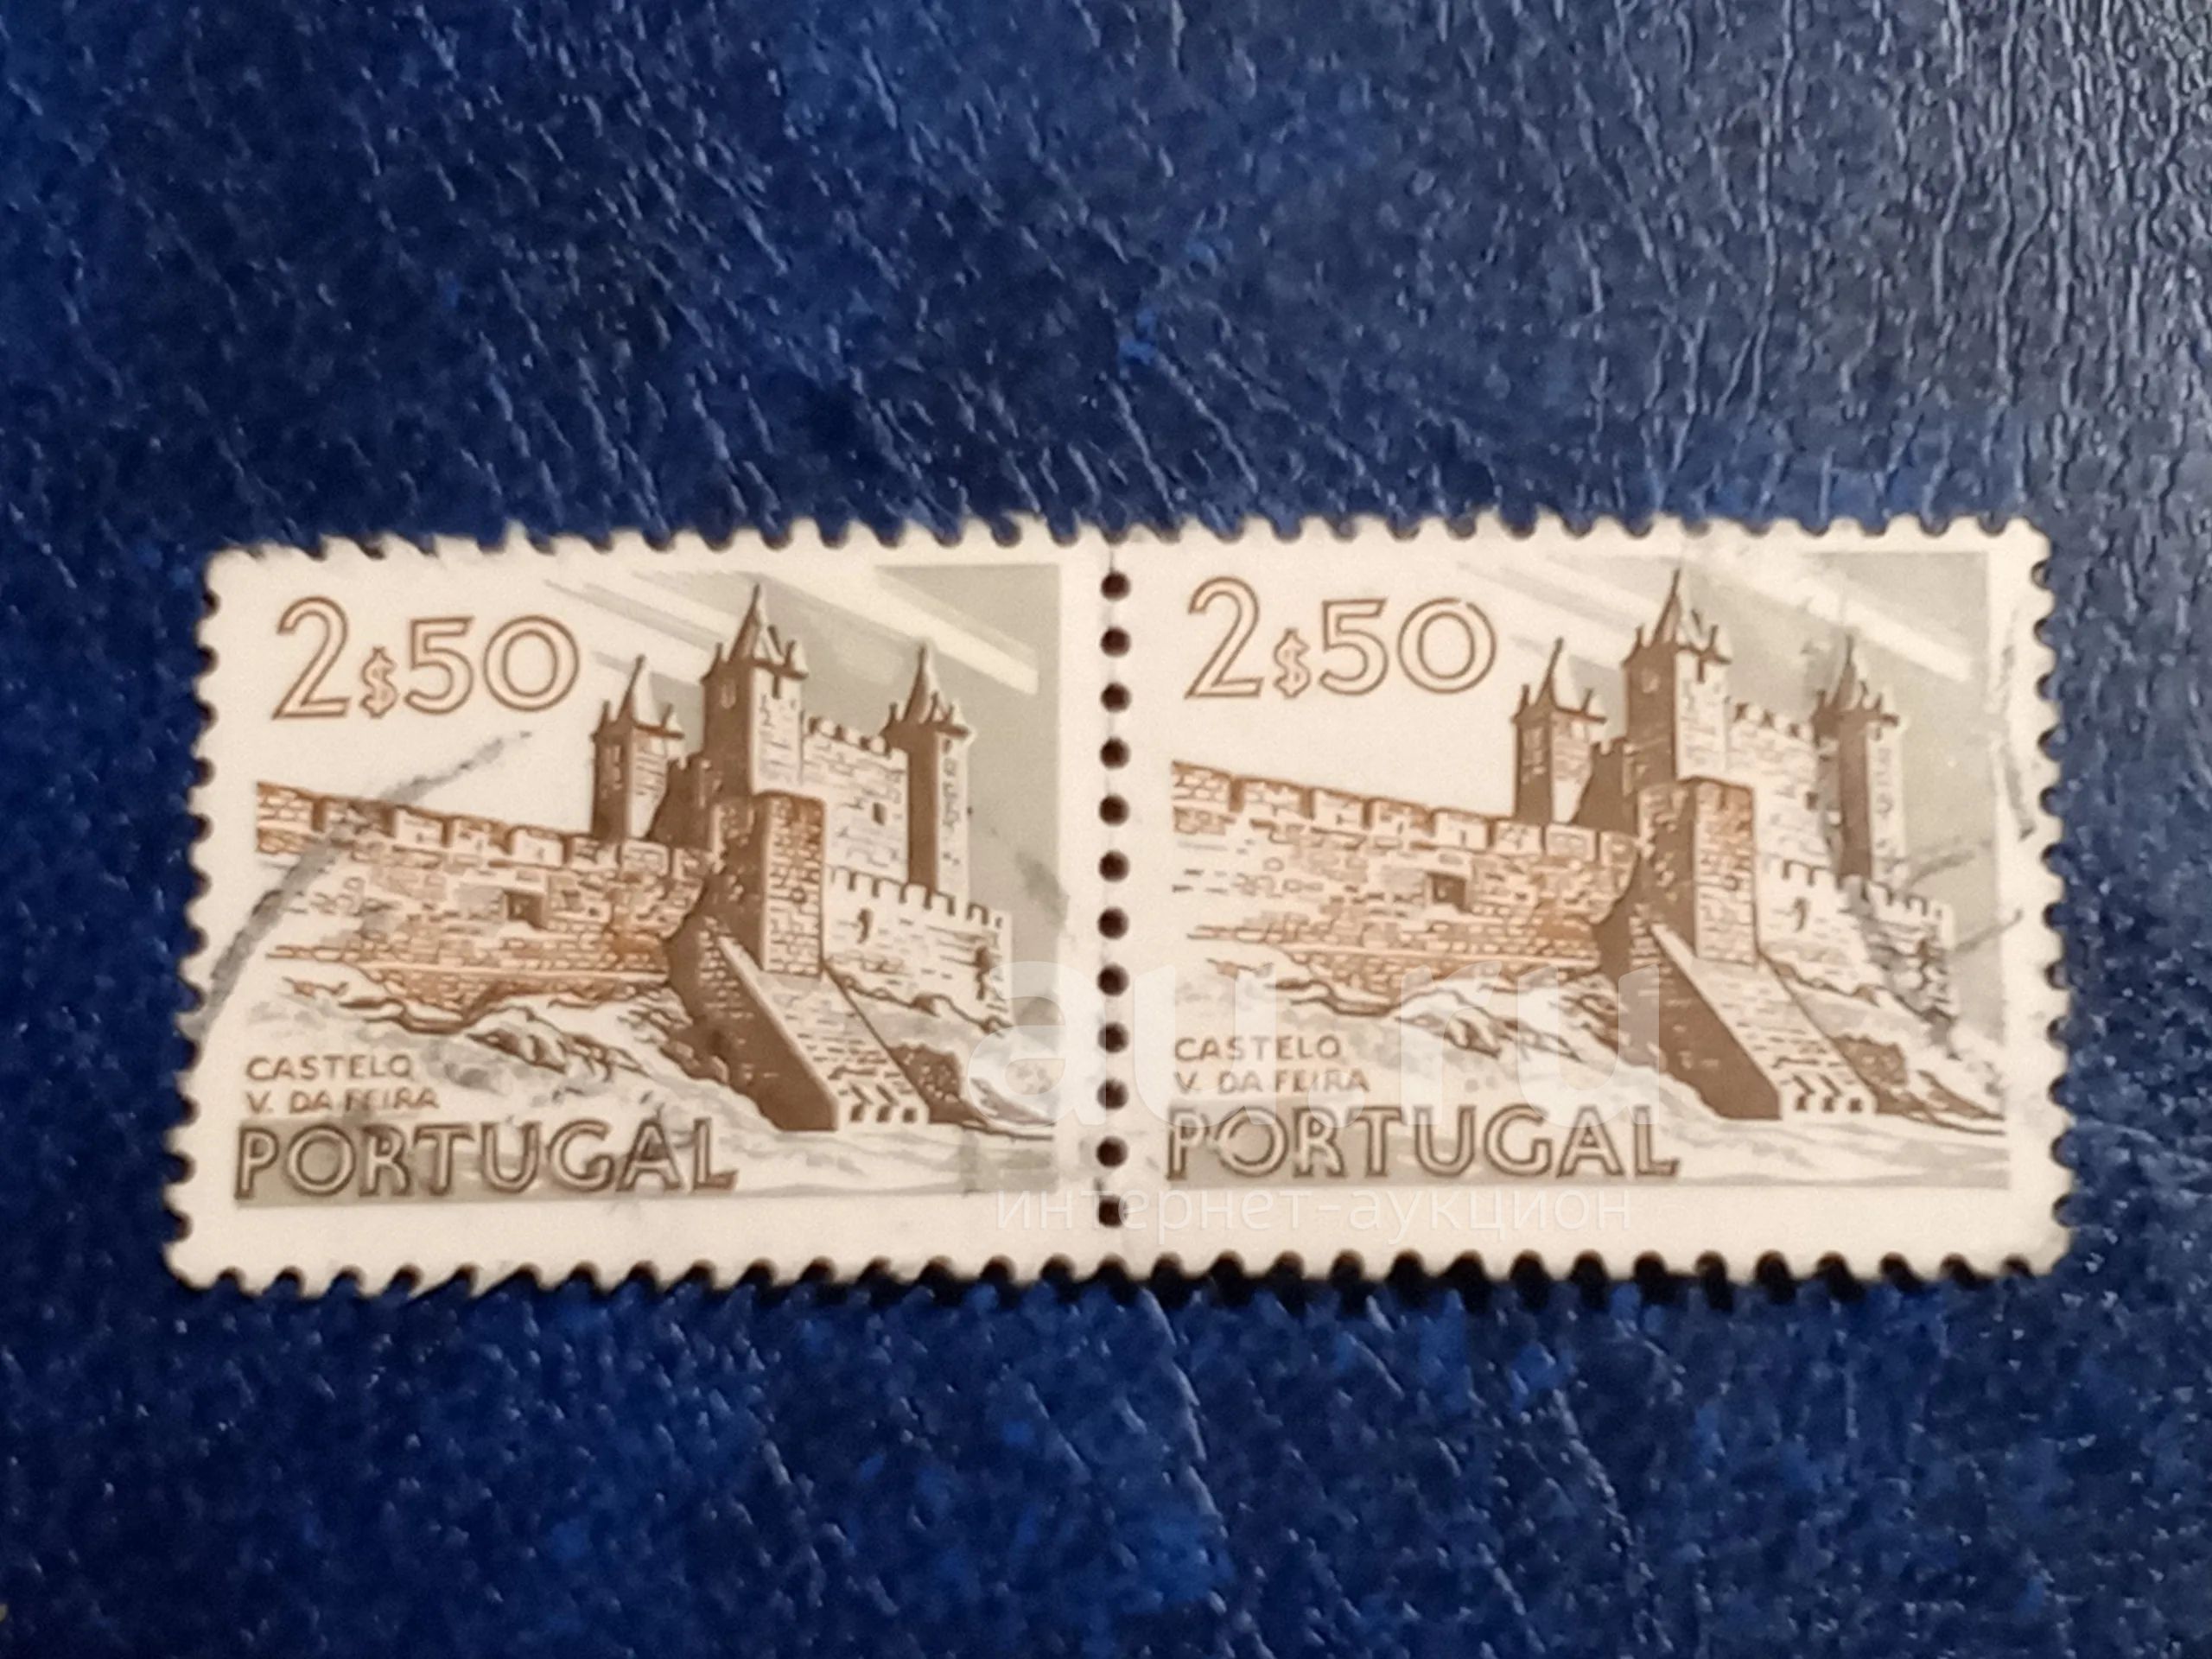 2$50
CASTELO
V. DA FEIRA
PORTUGAL
2$50
CASTELO
V. DA FEIRA
PORTUGAL
au.ru
интернет-аукцион